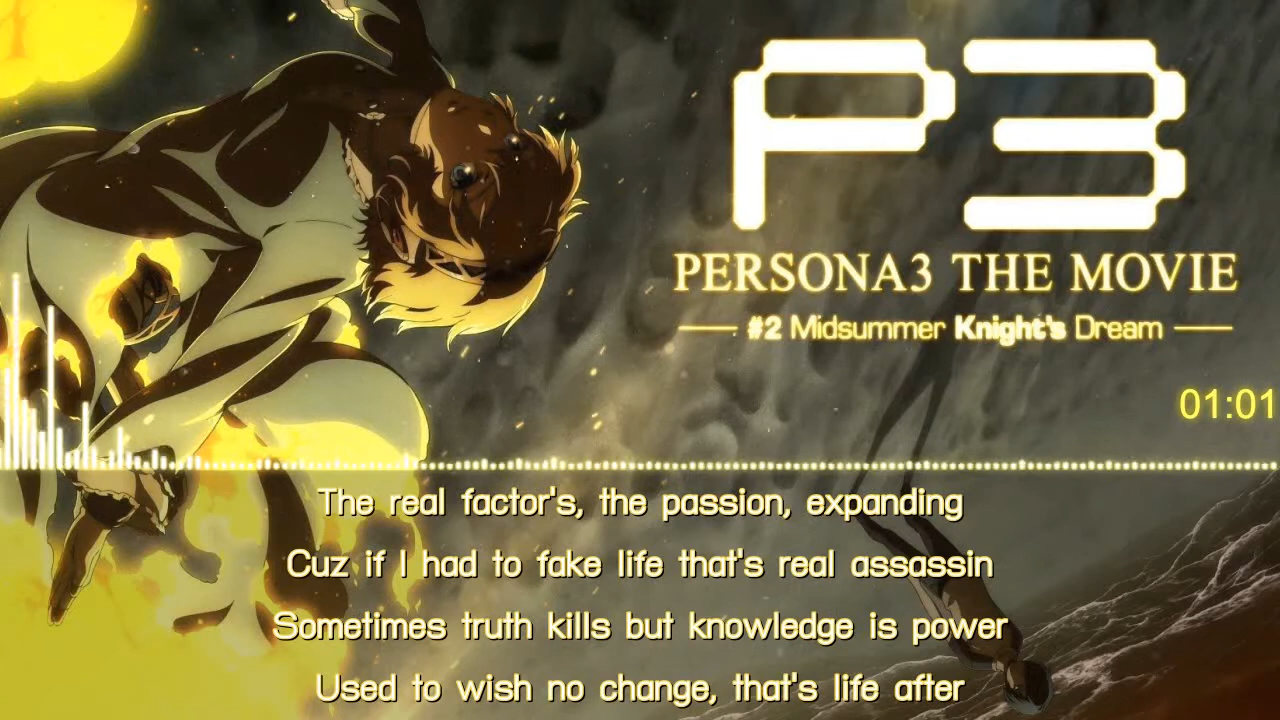 P3
PERSONA3 THE MOVIE
#2 Midsummer Knight's Dream
01:01
The real factor's, the passion, expanding
Cuz if I had to fake life that's real assassin
Sometimes truth kills but knowledge is power
Used to wish no change, that's life after